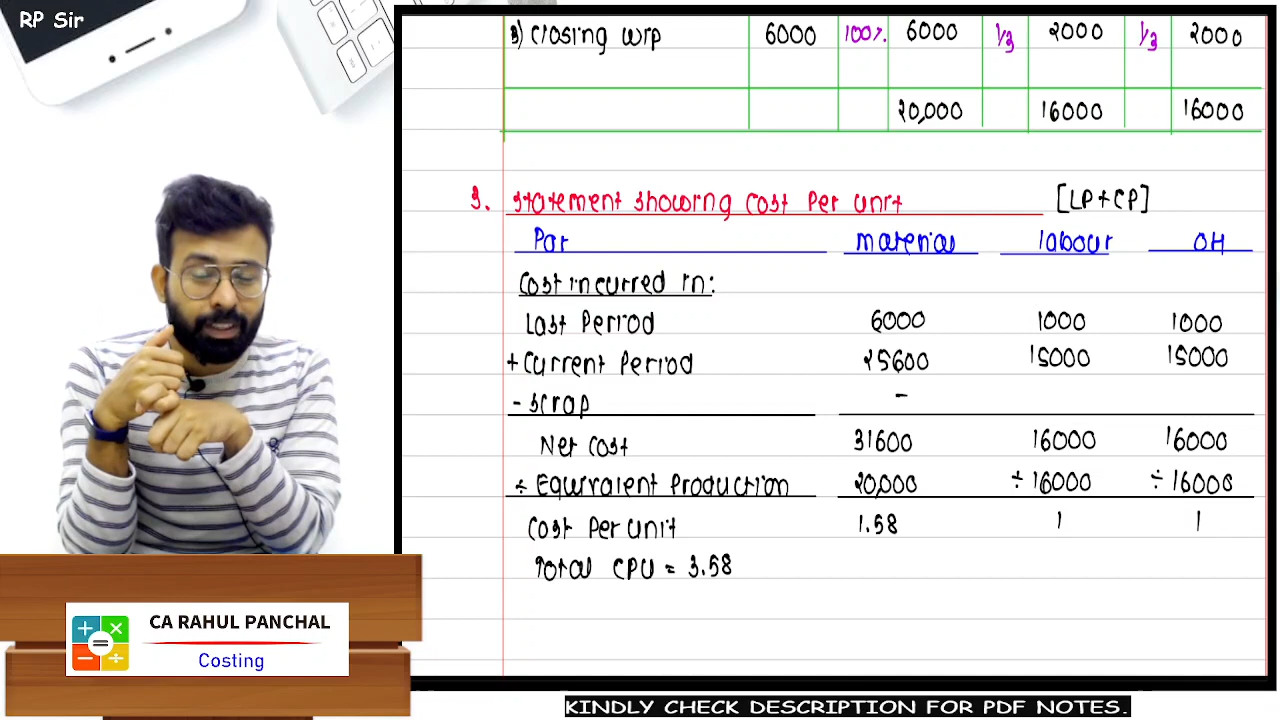 RP Sir
3) closing WIP 6000 100%. 6000 1/3 2000 1/3 2000
20,000 16000 16000
3. Statement showing Cost Per unit [LP + CP]
Par material labour OH
Cost incurred in:
Last Period 6000 1000 1000
+ Current Period 25600 15000 15000
- Scrap -
Net Cost 31600 16000 16000
÷ Equivalent Production 20,000 ÷ 16000 ÷ 16000
Cost Per unit 1.58 1 1
Total CPU = 3.58
CA RAHUL PANCHAL
Costing
KINDLY CHECK DESCRIPTION FOR PDF NOTES.